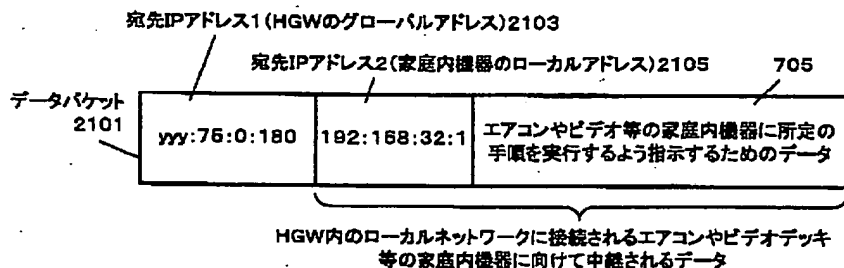 宛先IPアドレス1(HGWのグローバルアドレス)2103
宛先IPアドレス2(家庭内機器のローカルアドレス)2105
705
データパケット
2101
yyy:75:0:180
192:168:32:1
エアコンやビデオ等の家庭内機器に所定の
手順を実行するよう指示するためのデータ
HGW内のローカルネットワークに接続されるエアコンやビデオデッキ
等の家庭内機器に向けて中継されるデータ